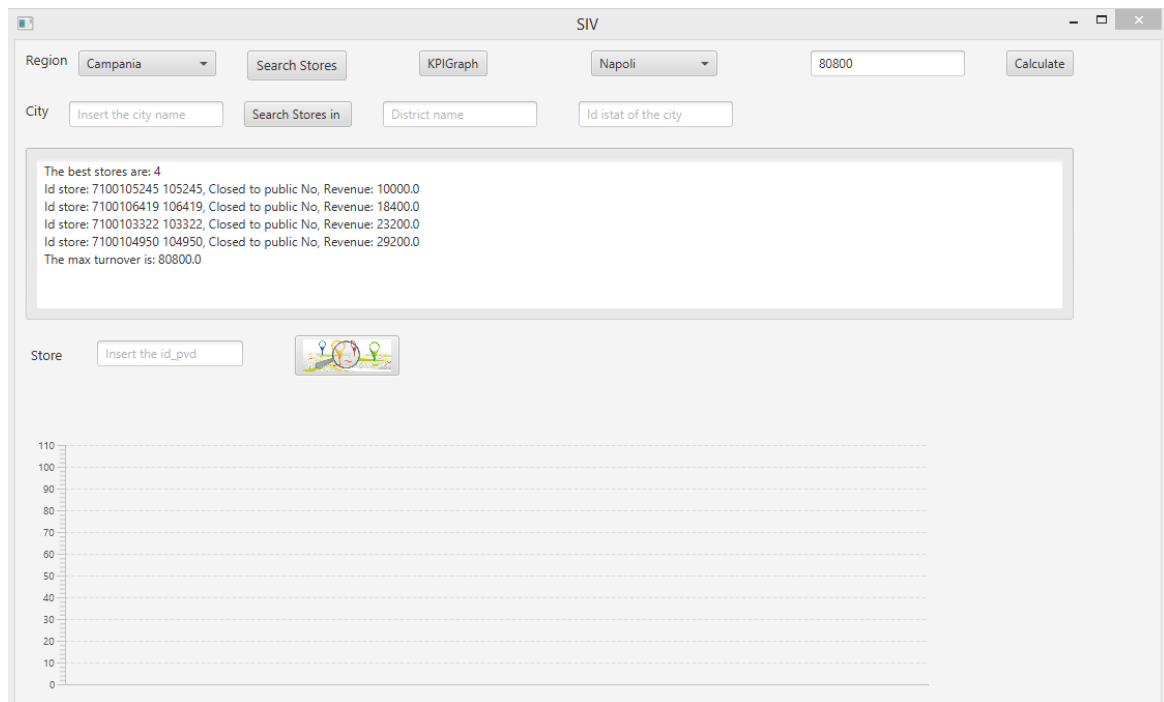 SIV
Region Campania Search Stores KPIGraph Napoli 80800 Calculate
City Insert the city name Search Stores in District name Id istat of the city
The best stores are: 4
Id store: 7100105245 105245, Closed to public No, Revenue: 10000.0
Id store: 7100106419 106419, Closed to public No, Revenue: 18400.0
Id store: 7100103322 103322, Closed to public No, Revenue: 23200.0
Id store: 7100104950 104950, Closed to public No, Revenue: 29200.0
The max turnover is: 80800.0
Store Insert the id_pvd
110
100
90
80
70
60
50
40
30
20
10
0